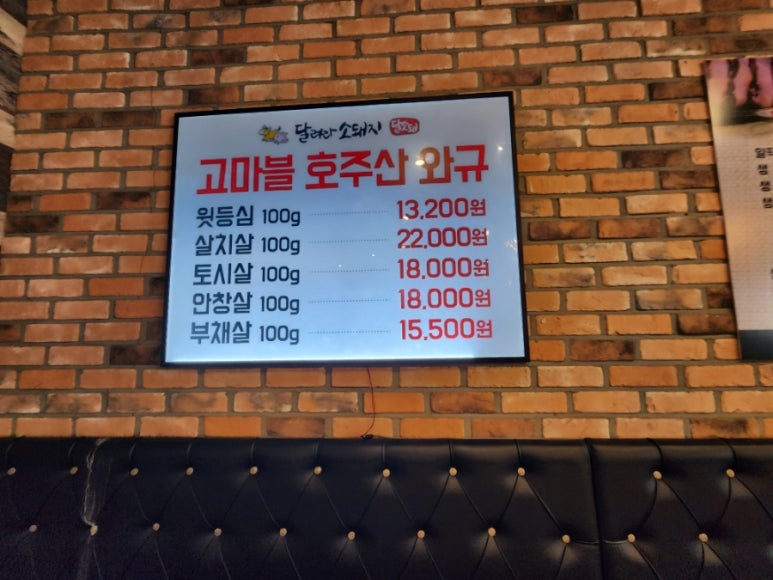 달려라 소돼지 달소돼
고마블 호주산 와규
윗등심 100g 13,200원
살치살 100g 22,000원
토시살 100g 18,000원
안창살 100g 18,000원
부채살 100g 15,500원